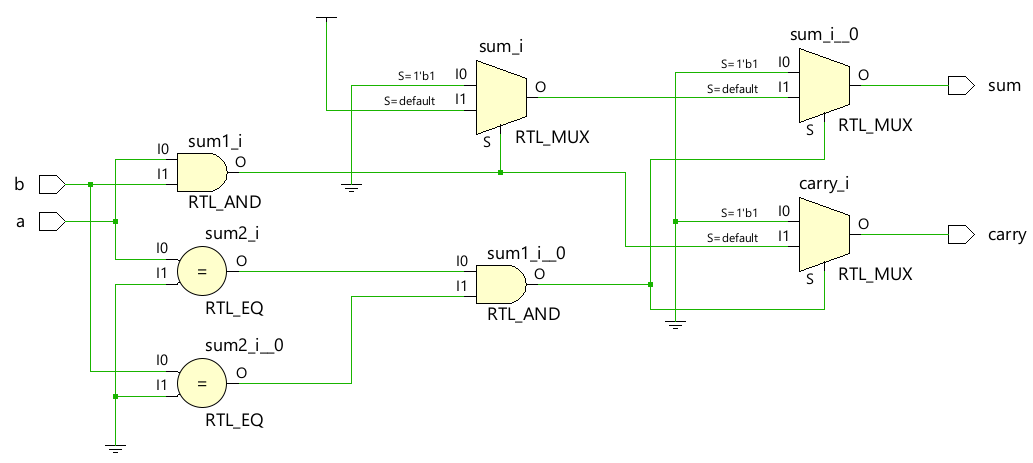 sum_i
S=1'b1
I0
O
S=default
I1
S
RTL_MUX
sum_i__0
S=1'b1
I0
O
sum
S=default
I1
S
RTL_MUX
sum1_i
I0
O
I1
RTL_AND
b
a
carry_i
S=1'b1
I0
O
carry
S=default
I1
S
RTL_MUX
sum2_i
I0
O
I1
=
RTL_EQ
sum1_i__0
I0
O
I1
RTL_AND
sum2_i__0
I0
O
I1
=
RTL_EQ